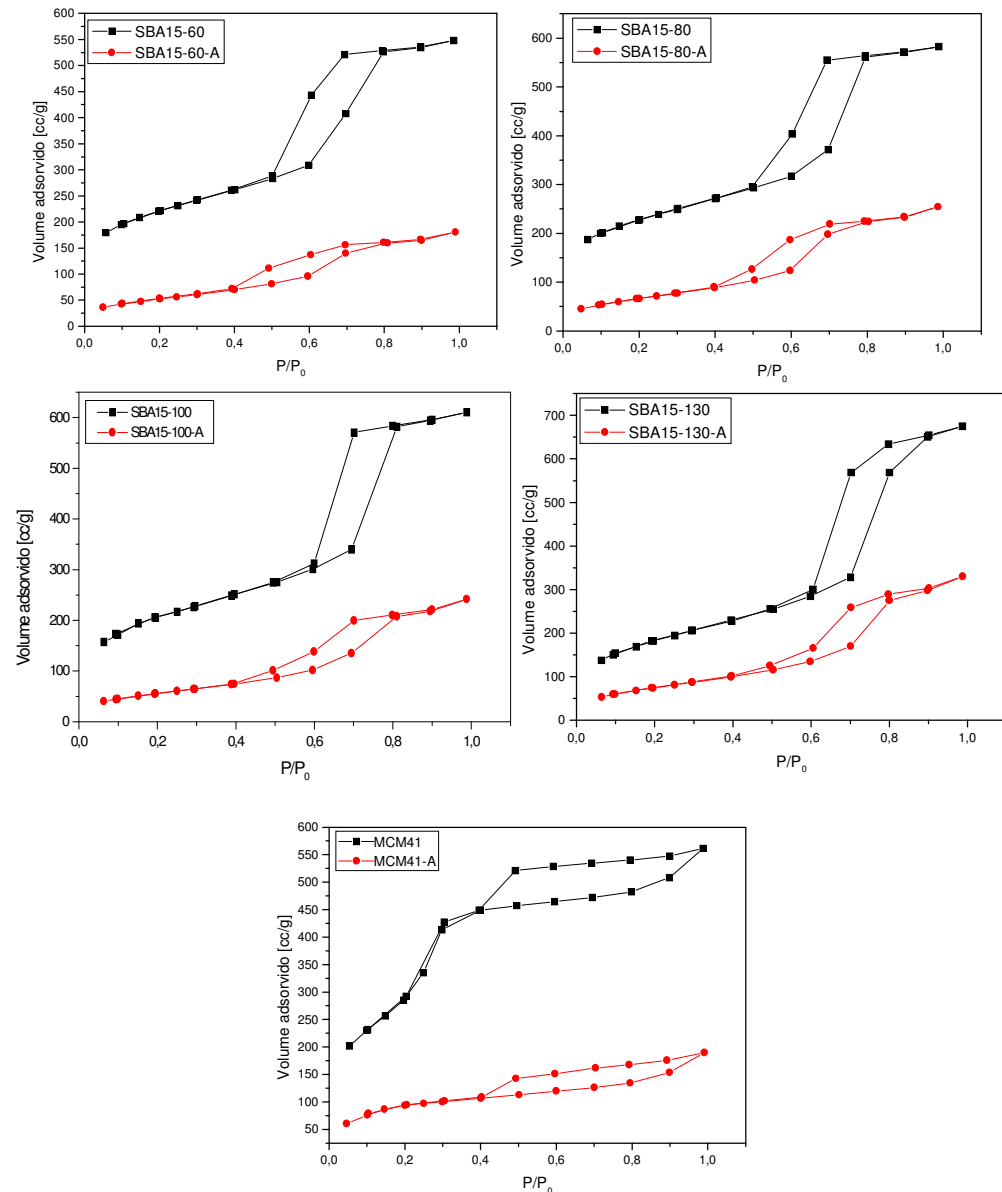 SBA15-60
SBA15-60-A
Volume adsorvido [cc/g]
600
550
500
450
400
350
300
250
200
150
100
50
0
0,0 0,2 0,4 0,6 0,8 1,0
P/P0
SBA15-80
SBA15-80-A
Volume adsorvido [cc/g]
600
500
400
300
200
100
0
0,0 0,2 0,4 0,6 0,8 1,0
P/P0
SBA15-100
SBA15-100-A
Volume adsorvido [cc/g]
600
500
400
300
200
100
0
0,0 0,2 0,4 0,6 0,8 1,0
P/P0
SBA15-130
SBA15-130-A
Volume adsorvido [cc/g]
700
600
500
400
300
200
100
0
0,0 0,2 0,4 0,6 0,8 1,0
P/P0
MCM41
MCM41-A
Volume adsorvido [cc/g]
600
550
500
450
400
350
300
250
200
150
100
50
0,0 0,2 0,4 0,6 0,8 1,0
P/P0